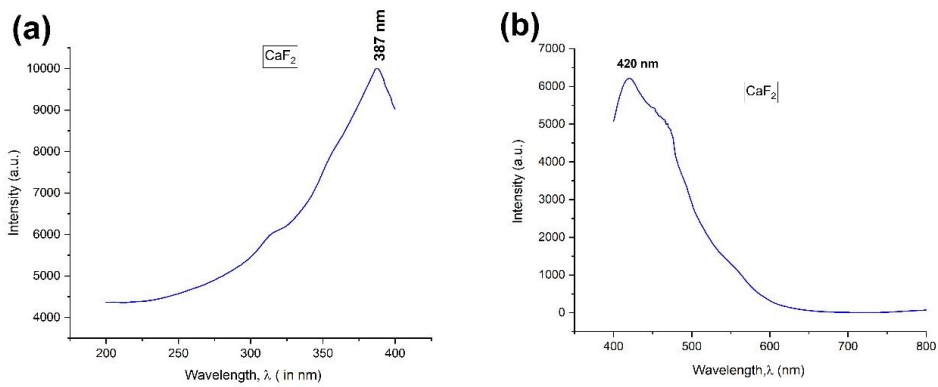 (a)
387 nm
CaF₂
10000
9000
8000
7000
6000
5000
4000
Intensity (a.u.)
200 250 300 350 400
Wavelength, λ ( in nm)
(b)
420 nm
CaF₂
7000
6000
5000
4000
3000
2000
1000
0
Intensity (a.u.)
400 500 600 700 800
Wavelength,λ (nm)